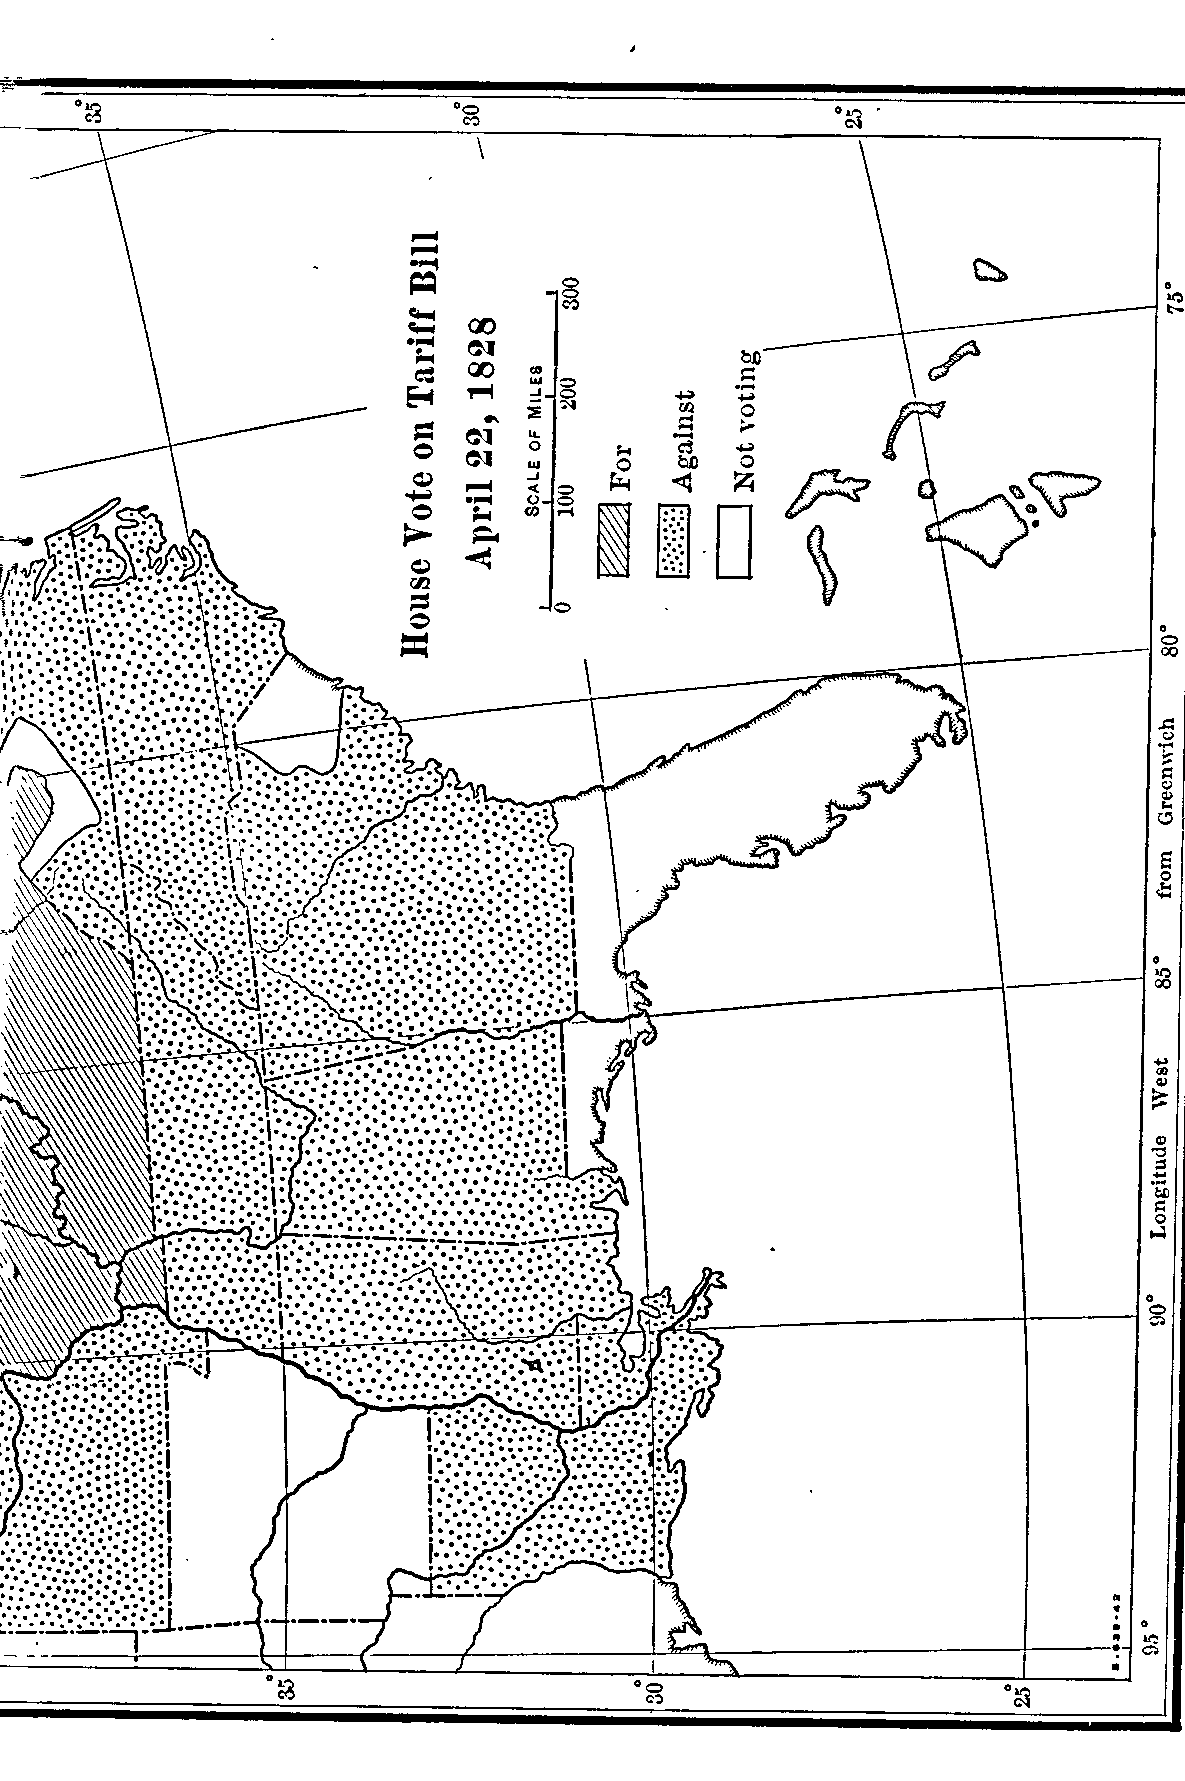 House Vote on Tariff Bill
April 22, 1828
SCALE OF MILES
0 100 200 300
For
Against
Not voting
35° 30° 25°
75°
80°
85°
90°
95°
35° 30° 25°
Longitude West from Greenwich